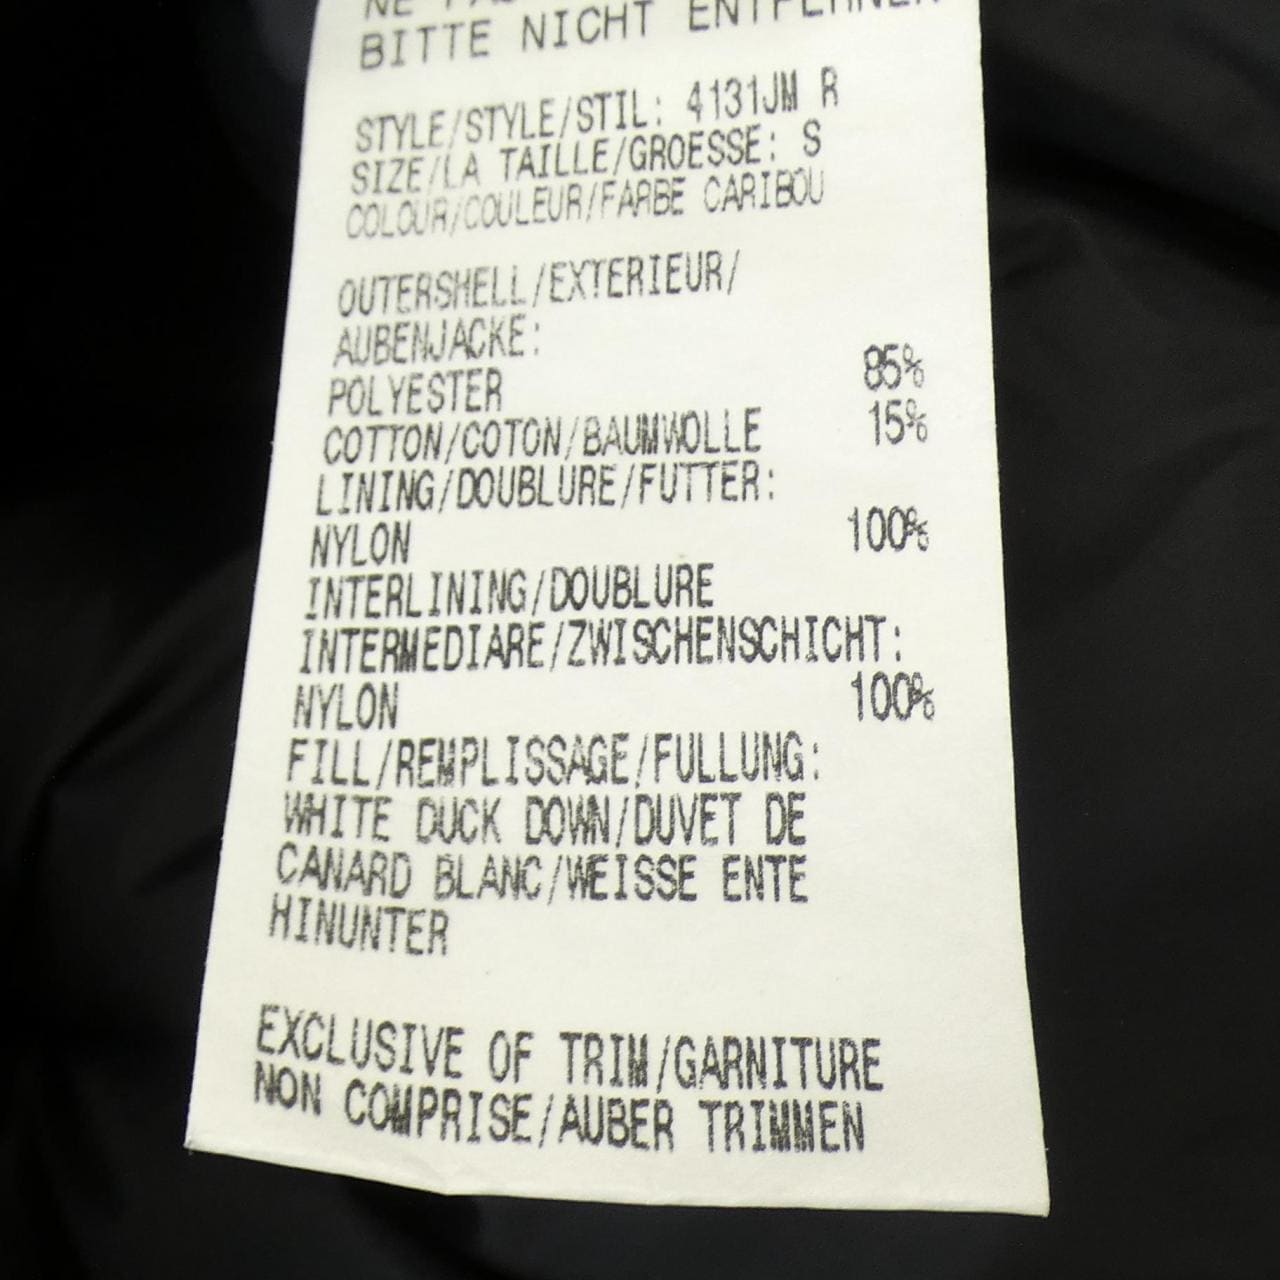 NE PAS
BITTE NICHT ENTFERNEN
STYLE/STYLE/STIL: 4131JM R
SIZE/LA TAILLE/GROESSE: S
COLOUR/COULEUR/FARBE CARIBOU
OUTERSHELL/EXTERIEUR/
AUBENJACKE:
POLYESTER 85%
COTTON/COTON/BAUMWOLLE 15%
LINING/DOUBLURE/FUTTER:
NYLON 100%
INTERLINING/DOUBLURE
INTERMEDIARE/ZWISCHENSCHICHT:
NYLON 100%
FILL/REMPLISSAGE/FULLUNG:
WHITE DUCK DOWN/DUVET DE
CANARD BLANC/WEISSE ENTE
HINUNTER
EXCLUSIVE OF TRIM/GARNITURE
NON COMPRISE/AUBER TRIMMEN